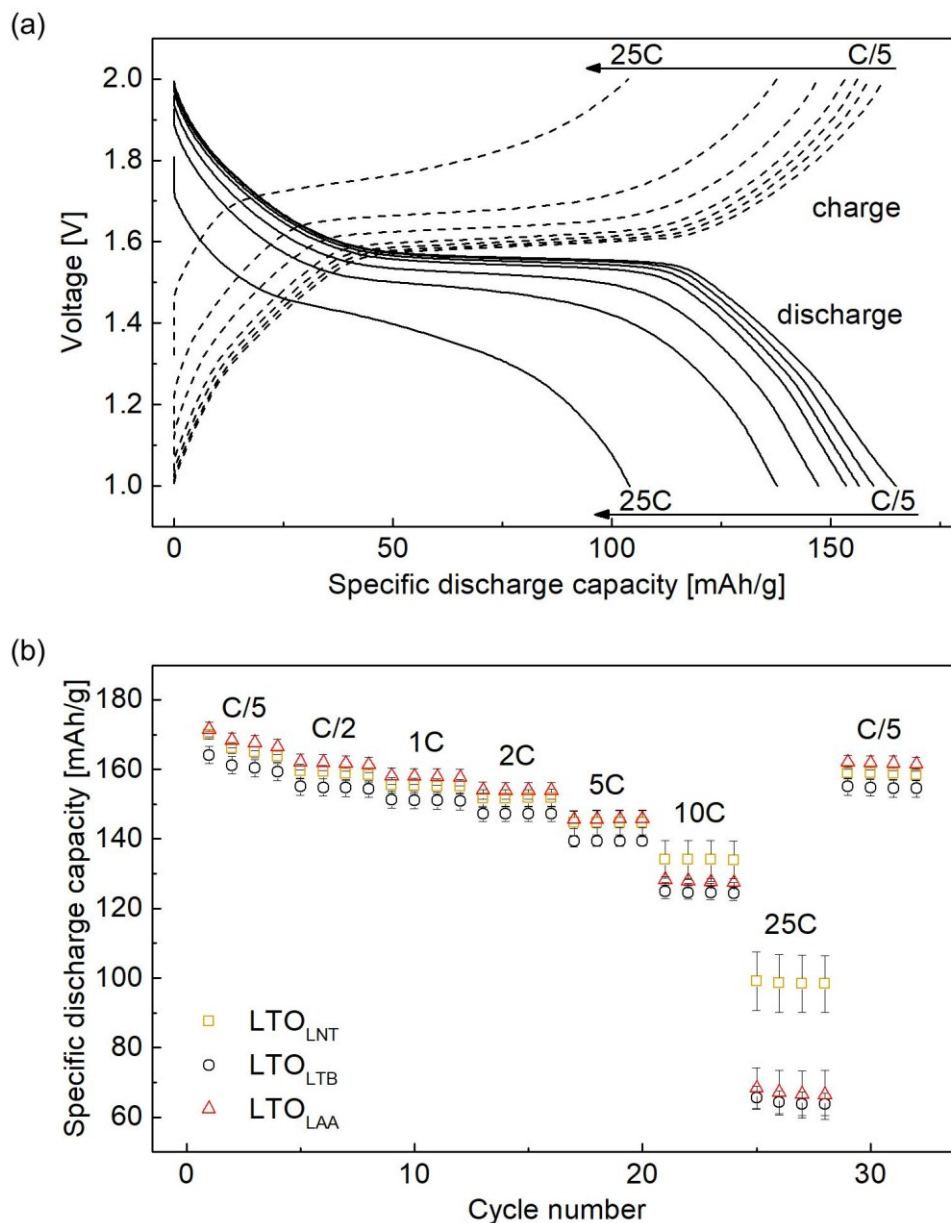 (a)
25C C/5
2.0
1.8
1.6
1.4
1.2
1.0
Voltage [V]
charge
discharge
25C C/5
0 50 100 150
Specific discharge capacity [mAh/g]
(b)
180
160
140
120
100
80
60
Specific discharge capacity [mAh/g]
C/5
C/2
1C
2C
5C
10C
25C
C/5
LTO_LNT
LTO_LTB
LTO_LAA
0 10 20 30
Cycle number